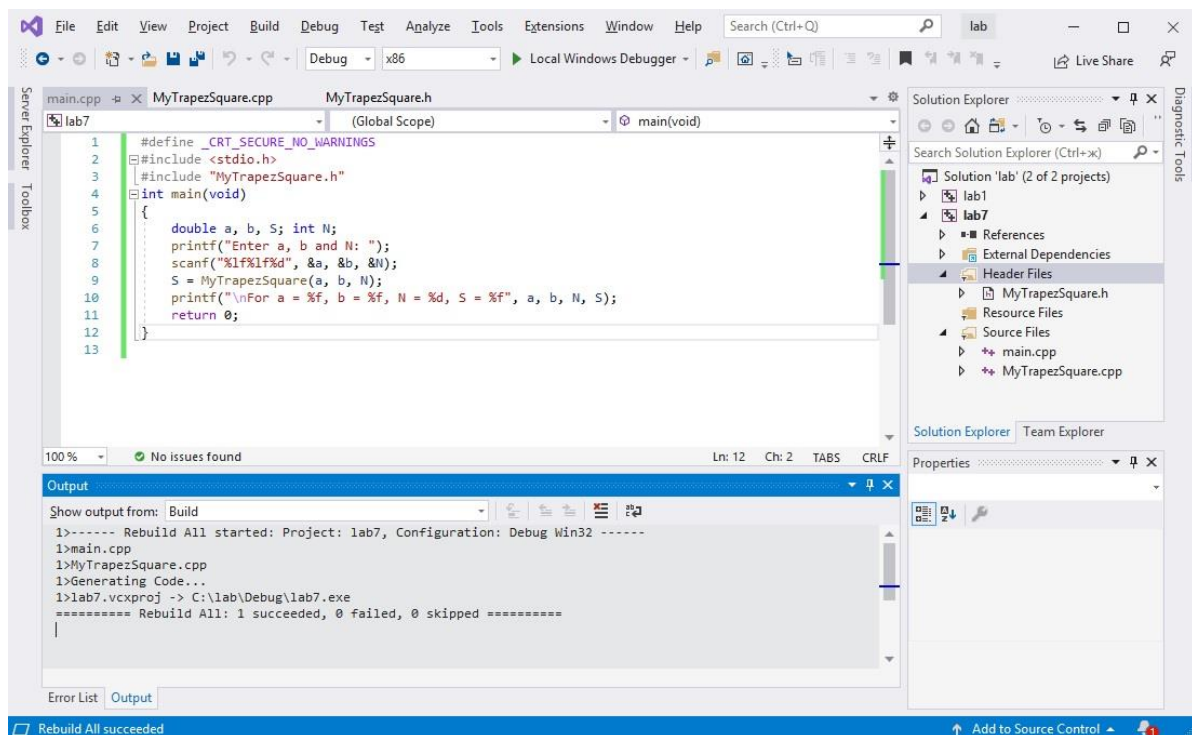 File Edit View Project Build Debug Test Analyze Tools Extensions Window Help Search (Ctrl+Q) lab
Debug x86 Local Windows Debugger Live Share
Server Explorer
Toolbox
main.cpp MyTrapezSquare.cpp MyTrapezSquare.h
lab7 (Global Scope) main(void)
1 #define _CRT_SECURE_NO_WARNINGS
2 #include <stdio.h>
3 #include "MyTrapezSquare.h"
4 int main(void)
5 {
6 double a, b, S; int N;
7 printf("Enter a, b and N: ");
8 scanf("%lf%lf%d", &a, &b, &N);
9 S = MyTrapezSquare(a, b, N);
10 printf("\nFor a = %f, b = %f, N = %d, S = %f", a, b, N, S);
11 return 0;
12 }
13
100 % No issues found Ln: 12 Ch: 2 TABS CRLF
Output
Show output from: Build
1>------ Rebuild All started: Project: lab7, Configuration: Debug Win32 ------
1>main.cpp
1>MyTrapezSquare.cpp
1>Generating Code...
1>lab7.vcxproj -> C:\lab\Debug\lab7.exe
========== Rebuild All: 1 succeeded, 0 failed, 0 skipped ==========
Error List Output
Solution Explorer
Search Solution Explorer (Ctrl+ж)
Solution 'lab' (2 of 2 projects)
lab1
lab7
References
External Dependencies
Header Files
MyTrapezSquare.h
Resource Files
Source Files
main.cpp
MyTrapezSquare.cpp
Solution Explorer Team Explorer
Properties
Diagnostic Tools
Rebuild All succeeded Add to Source Control 1